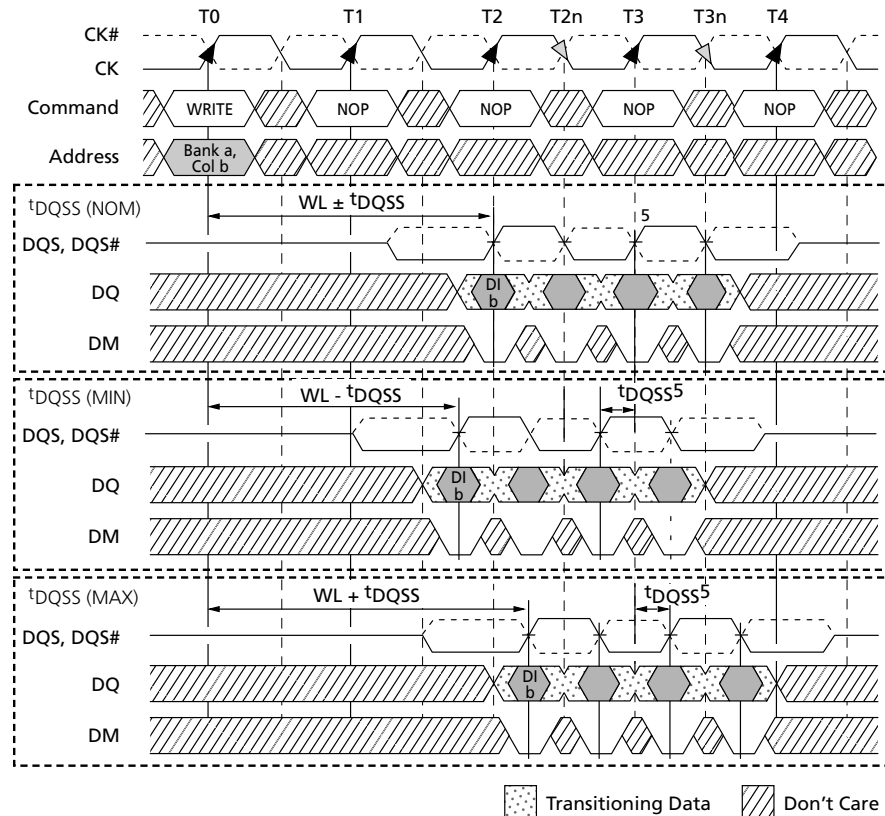 T0 T1 T2 T2n T3 T3n T4
CK#
CK
Command WRITE NOP NOP NOP NOP
Address Bank a, Col b
tDQSS (NOM)
WL ± tDQSS
5
DQS, DQS#
DQ DI b
DM
tDQSS (MIN)
WL - tDQSS tDQSS5
DQS, DQS#
DQ DI b
DM
tDQSS (MAX)
WL + tDQSS tDQSS5
DQS, DQS#
DQ DI b
DM
Transitioning Data Don't Care